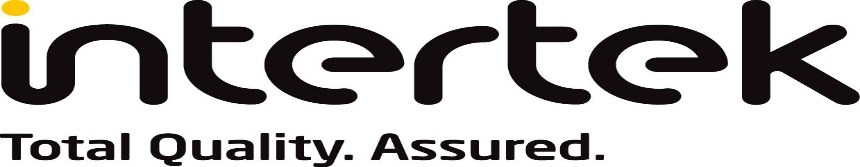 intertek
Total Quality. Assured.